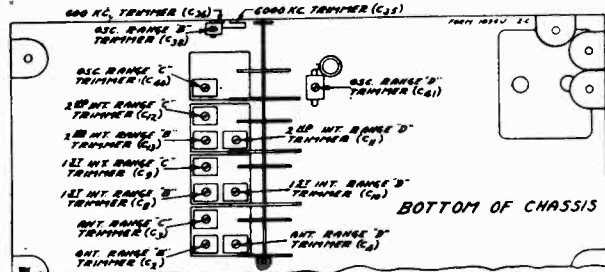 600 KC. TRIMMER (C36)
6000 KC. TRIMMER (C35)
OSC. RANGE "B"
TRIMMER (C38)
FORM 1034U
OSC. RANGE "C"
TRIMMER (C40)
OSC. RANGE "D"
TRIMMER (C41)
2ND INT. RANGE "C"
TRIMMER (C12)
2ND INT. RANGE "B"
TRIMMER (C13)
2ND INT. RANGE "D"
TRIMMER (C11)
1ST INT. RANGE "C"
TRIMMER (C9)
1ST INT. RANGE "B"
TRIMMER (C8)
1ST INT. RANGE "D"
TRIMMER (C10)
BOTTOM OF CHASSIS
ANT. RANGE "C"
TRIMMER (C3)
ANT. RANGE "B"
TRIMMER (C2)
ANT. RANGE "D"
TRIMMER (C4)